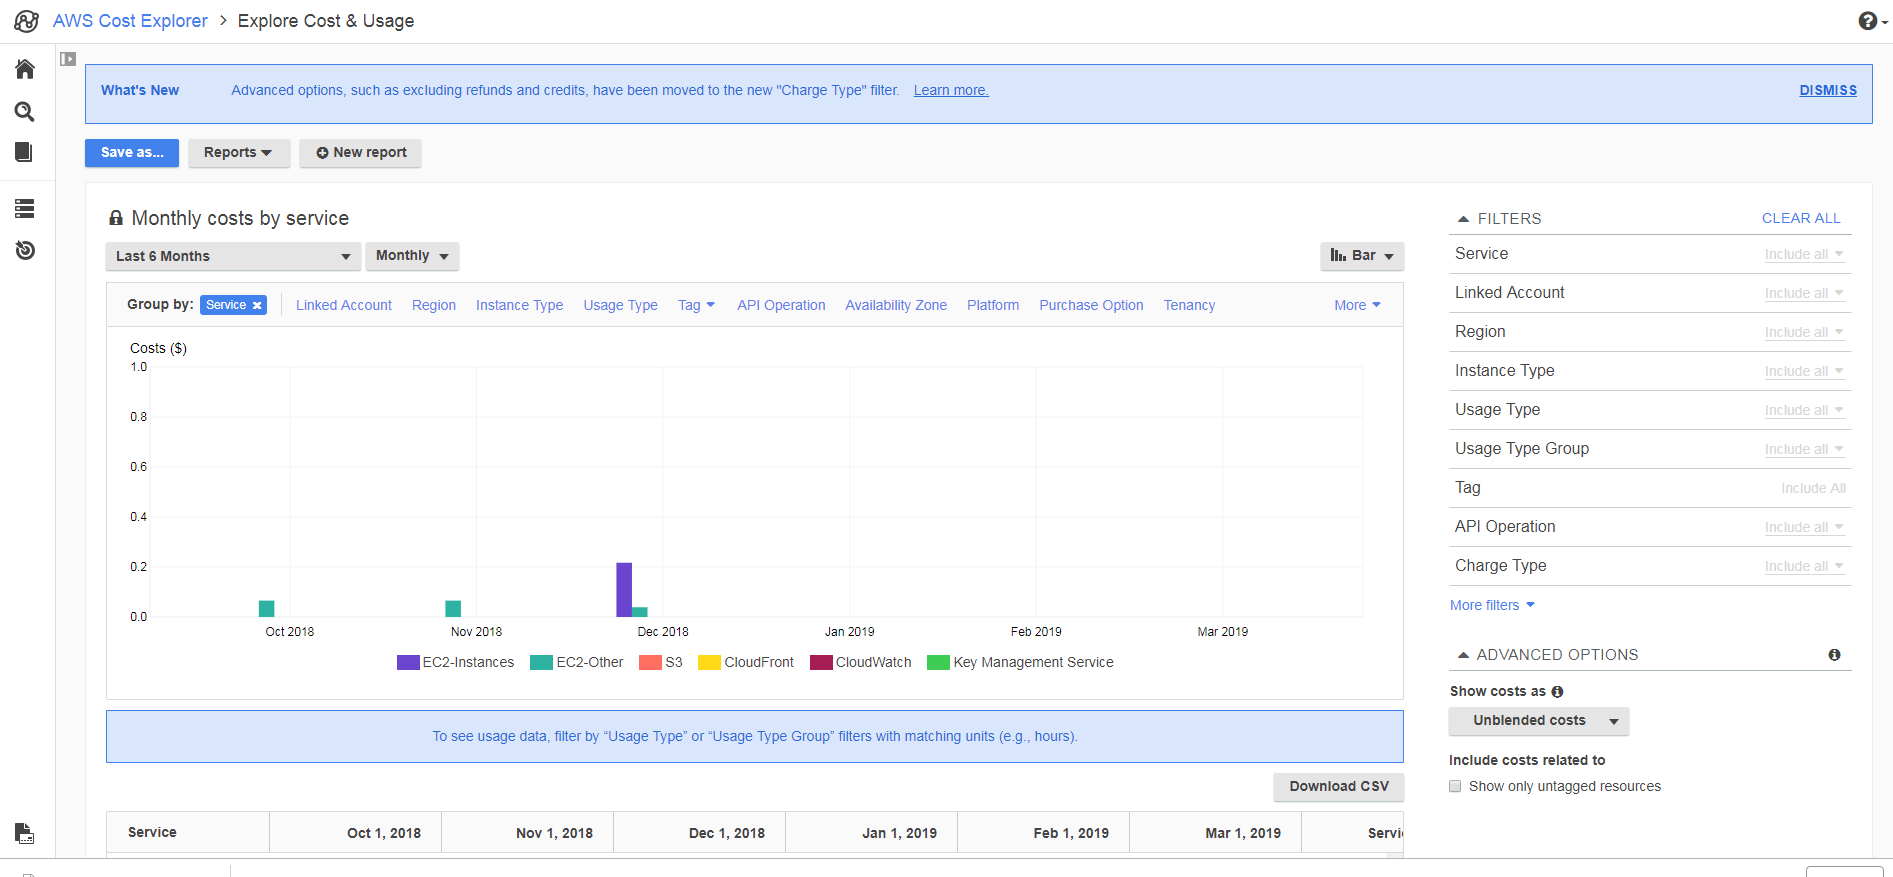 AWS Cost Explorer > Explore Cost & Usage
What's New Advanced options, such as excluding refunds and credits, have been moved to the new "Charge Type" filter. Learn more. DISMISS
Save as... Reports New report
Monthly costs by service
Last 6 Months Monthly Bar
Group by: Service Linked Account Region Instance Type Usage Type Tag API Operation Availability Zone Platform Purchase Option Tenancy More
Costs ($)
1.0
0.8
0.6
0.4
0.2
0.0
Oct 2018 Nov 2018 Dec 2018 Jan 2019 Feb 2019 Mar 2019
EC2-Instances EC2-Other S3 CloudFront CloudWatch Key Management Service
To see usage data, filter by “Usage Type” or “Usage Type Group” filters with matching units (e.g., hours).
Download CSV
Service Oct 1, 2018 Nov 1, 2018 Dec 1, 2018 Jan 1, 2019 Feb 1, 2019 Mar 1, 2019
FILTERS CLEAR ALL
Service Include all
Linked Account Include all
Region Include all
Instance Type Include all
Usage Type Include all
Usage Type Group Include all
Tag Include All
API Operation Include all
Charge Type Include all
More filters
ADVANCED OPTIONS
Show costs as
Unblended costs
Include costs related to
Show only untagged resources